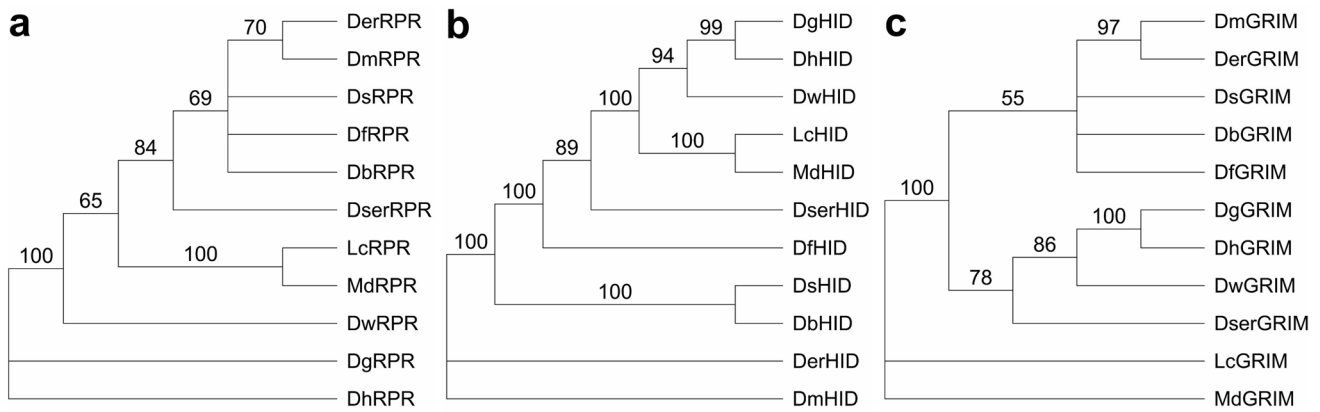 a
70
DerRPR
DmRPR
69
DsRPR
DfRPR
84
DbRPR
65
DserRPR
100
LcRPR
100
MdRPR
DwRPR
DgRPR
DhRPR
b
99
DgHID
94
DhHID
100
DwHID
LcHID
100
89
MdHID
100
DserHID
100
DfHID
100
DsHID
DbHID
DerHID
DmHID
c
97
DmGRIM
DerGRIM
55
DsGRIM
DbGRIM
DfGRIM
100
100
DgGRIM
86
DhGRIM
78
DwGRIM
DserGRIM
LcGRIM
MdGRIM